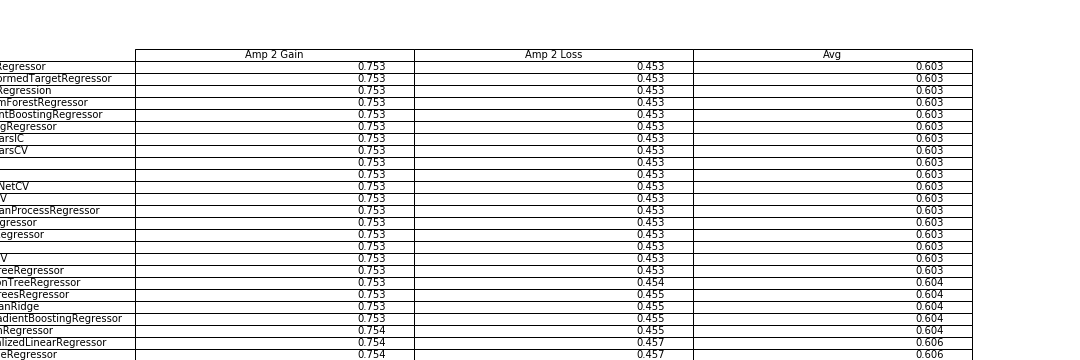 Amp 2 Gain Amp 2 Loss Avg
Regressor 0.753 0.453 0.603
ormedTargetRegressor 0.753 0.453 0.603
Regression 0.753 0.453 0.603
mForestRegressor 0.753 0.453 0.603
ntBoostingRegressor 0.753 0.453 0.603
gRegressor 0.753 0.453 0.603
arsIC 0.753 0.453 0.603
arsCV 0.753 0.453 0.603
0.753 0.453 0.603
0.753 0.453 0.603
NetCV 0.753 0.453 0.603
V 0.753 0.453 0.603
anProcessRegressor 0.753 0.453 0.603
gressor 0.753 0.453 0.603
egressor 0.753 0.453 0.603
0.753 0.453 0.603
V 0.753 0.453 0.603
reeRegressor 0.753 0.453 0.603
onTreeRegressor 0.753 0.454 0.604
reesRegressor 0.753 0.455 0.604
anRidge 0.753 0.455 0.604
adientBoostingRegressor 0.753 0.455 0.604
nRegressor 0.754 0.455 0.604
alizedLinearRegressor 0.754 0.457 0.606
eRegressor 0.754 0.457 0.606